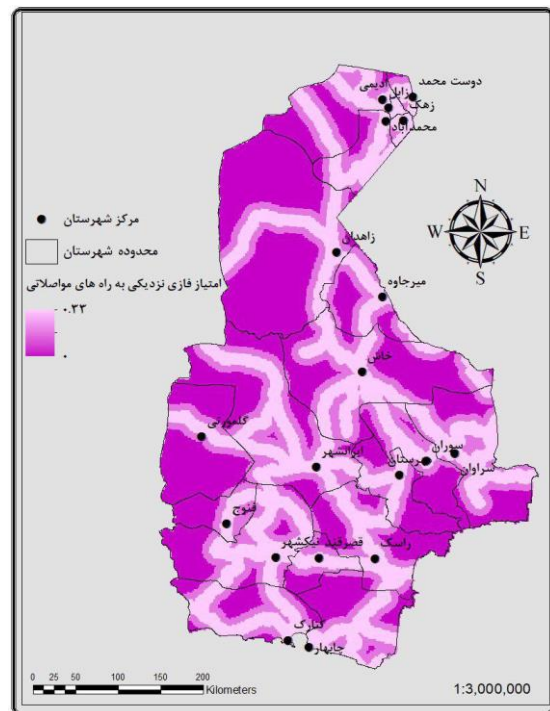 دوست محمد
ادیمی
زابل
زهک
محمدآباد
N
W
E
S
مرکز شهرستان
محدوده شهرستان
امتیاز فازی نزدیکی به راه های مواصلاتی
۰.۳۳
۰
زاهدان
میرجاوه
خاش
گلمورتی
ایرانشهر
سوران
سراوان
فنوج
نیکشهر
قصرقند
راسک
کنارک
چابهار
0 25 50 100 150 200
Kilometers
1:3,000,000